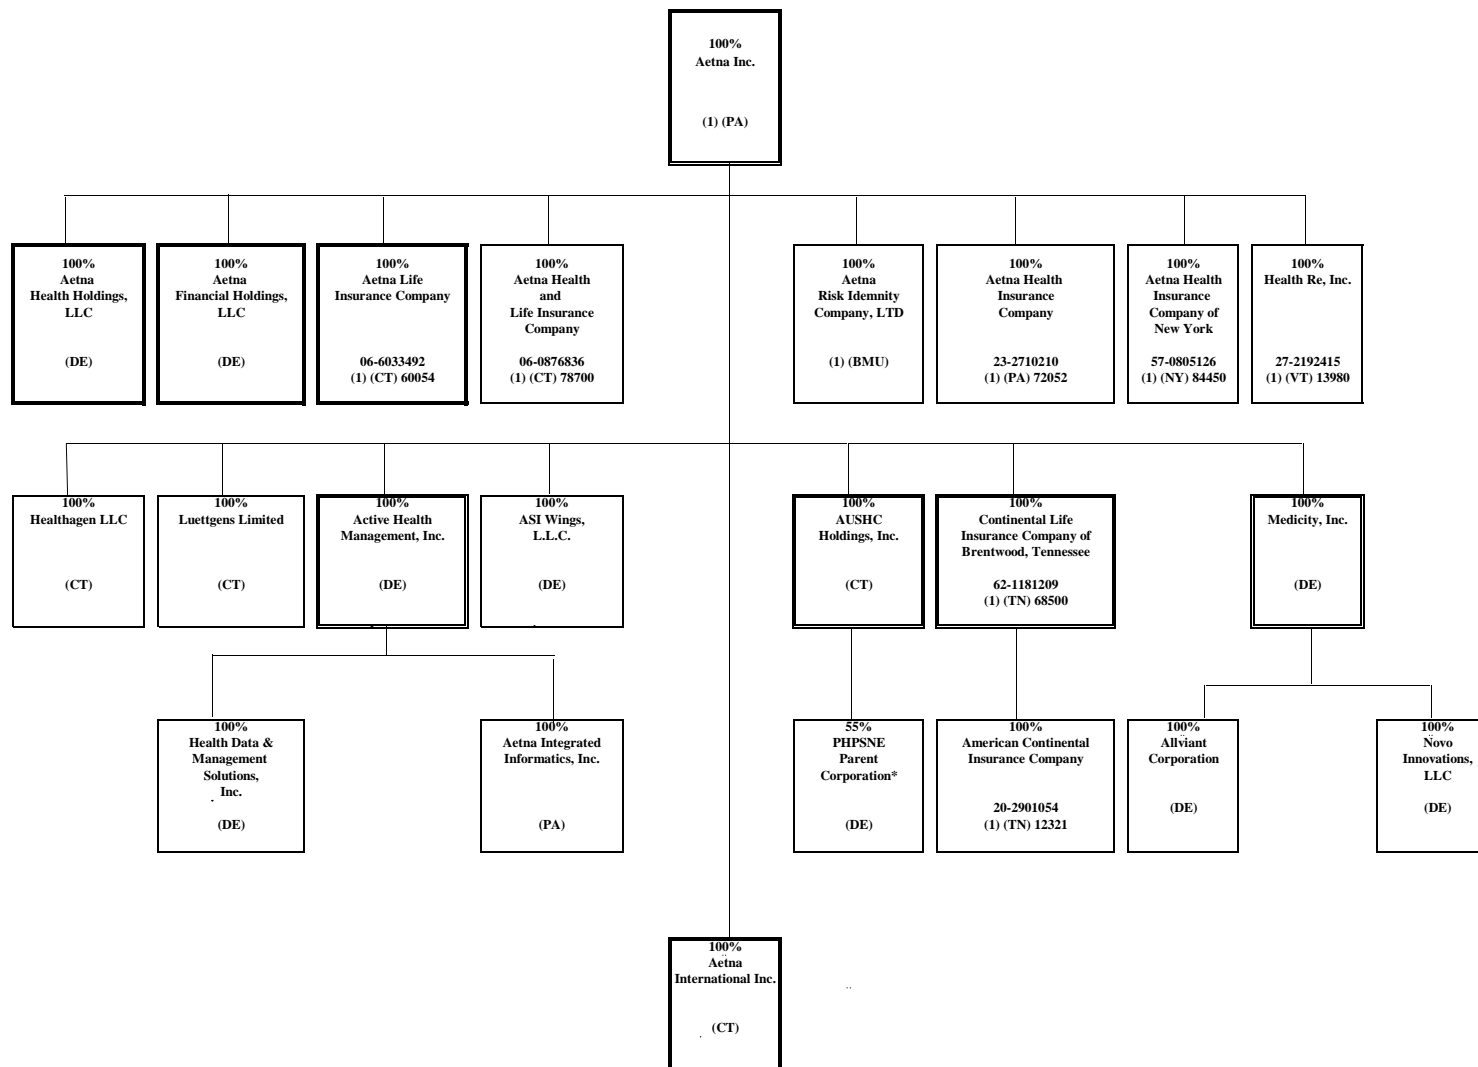 100%
Aetna Inc.
(1) (PA)
100%
Aetna
Health Holdings,
LLC
(DE)
100%
Aetna
Financial Holdings,
LLC
(DE)
100%
Aetna Life
Insurance Company
06-6033492
(1) (CT) 60054
100%
Aetna Health
and
Life Insurance
Company
06-0876836
(1) (CT) 78700
100%
Aetna
Risk Idemnity
Company, LTD
(1) (BMU)
100%
Aetna Health
Insurance
Company
23-2710210
(1) (PA) 72052
100%
Aetna Health
Insurance
Company of
New York
57-0805126
(1) (NY) 84450
100%
Health Re, Inc.
27-2192415
(1) (VT) 13980
100%
Healthagen LLC
(CT)
100%
Luettgens Limited
(CT)
100%
Active Health
Management, Inc.
(DE)
100%
ASI Wings,
L.L.C.
(DE)
100%
AUSHC
Holdings, Inc.
(CT)
100%
Continental Life
Insurance Company of
Brentwood, Tennessee
62-1181209
(1) (TN) 68500
100%
Medicity, Inc.
(DE)
100%
Health Data &
Management
Solutions,
Inc.
(DE)
100%
Aetna Integrated
Informatics, Inc.
(PA)
55%
PHPSNE
Parent
Corporation*
(DE)
100%
American Continental
Insurance Company
20-2901054
(1) (TN) 12321
100%
Allviant
Corporation
(DE)
100%
Novo
Innovations,
LLC
(DE)
100%
Aetna
International Inc.
(CT)